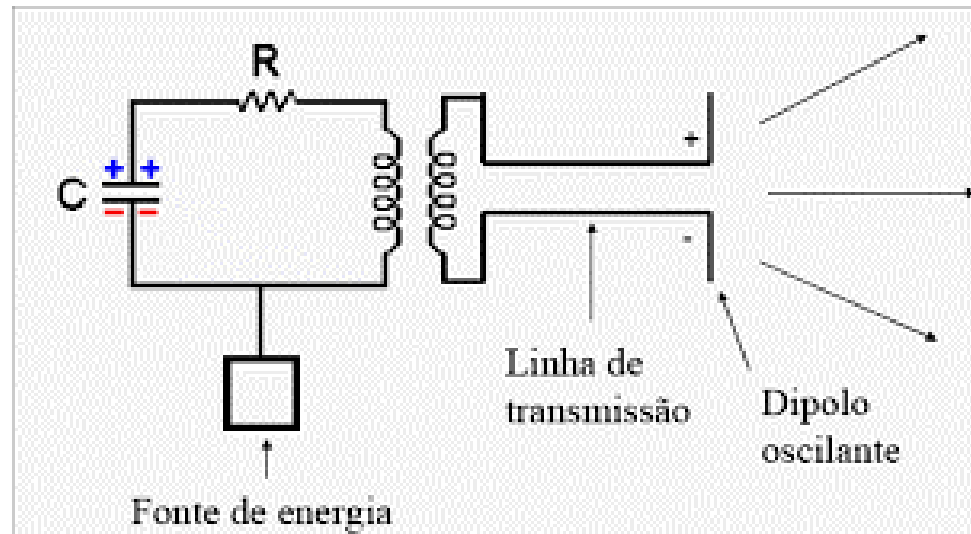 R
+ +
C
+
-
Linha de
transmissão
Dipolo
oscilante
Fonte de energia